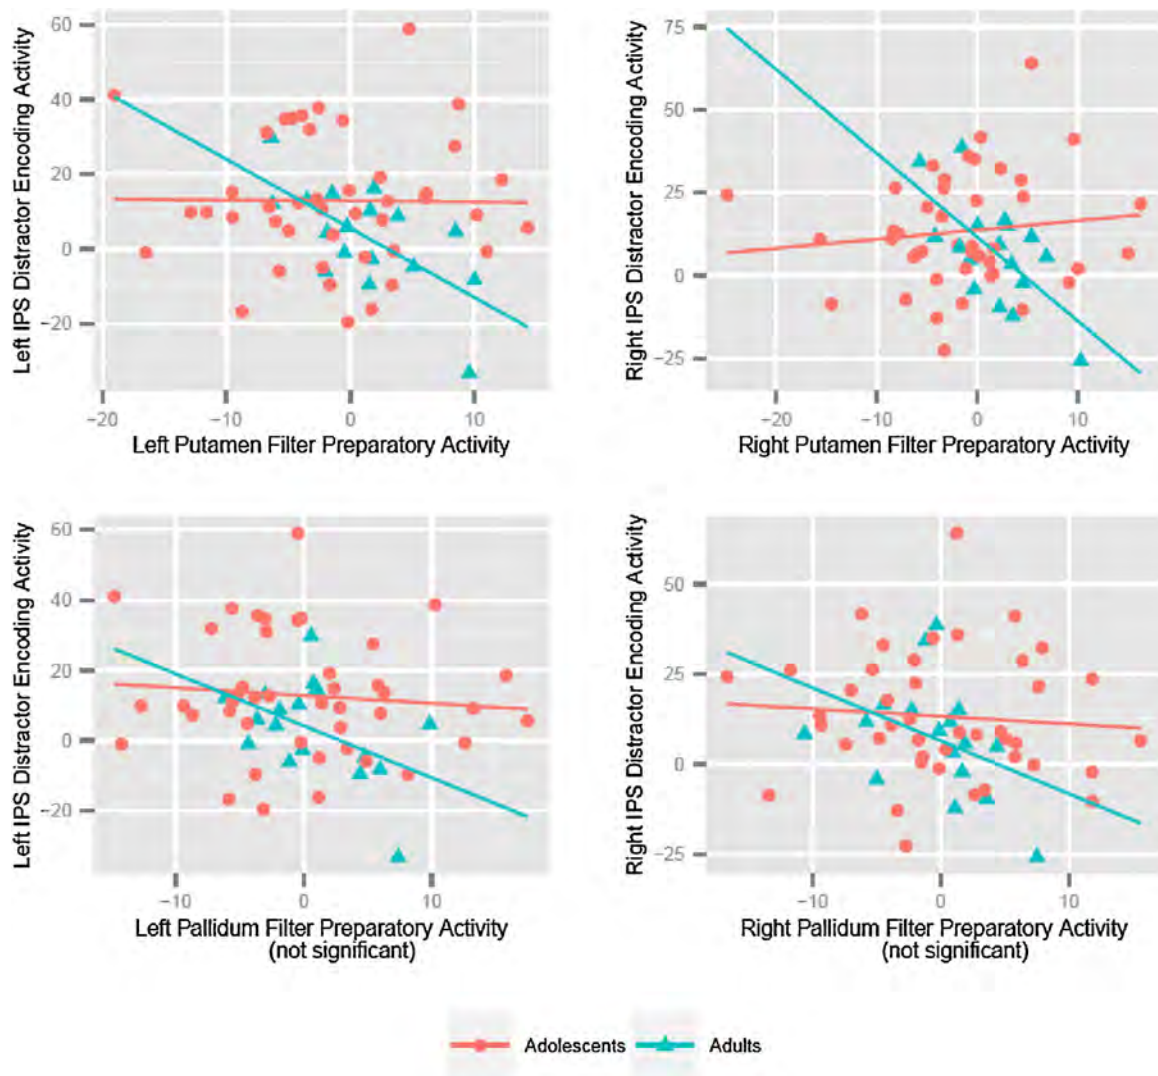 60
40
20
0
−20
Left IPS Distractor Encoding Activity
−20 −10 0 10
Left Putamen Filter Preparatory Activity
75
50
25
0
−25
Right IPS Distractor Encoding Activity
−20 −10 0 10
Right Putamen Filter Preparatory Activity
60
40
20
0
−20
Left IPS Distractor Encoding Activity
−10 0 10
Left Pallidum Filter Preparatory Activity
(not significant)
50
25
0
−25
Right IPS Distractor Encoding Activity
−10 0 10
Right Pallidum Filter Preparatory Activity
(not significant)
Adolescents Adults